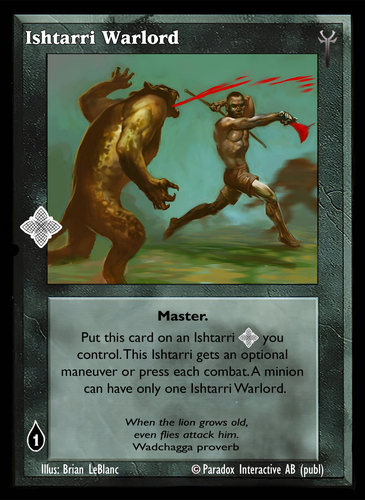 Ishtarri Warlord
Master.
Put this card on an Ishtarri you
control. This Ishtarri gets an optional
maneuver or press each combat. A minion
can have only one Ishtarri Warlord.
When the lion grows old,
even flies attack him.
Wadchagga proverb
1
Illus: Brian LeBlanc
© Paradox Interactive AB (publ)